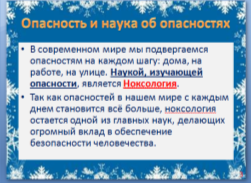 Опасность и наука об опасностях
• В современном мире мы подвергаемся
опасностям на каждым шагу: дома, на
работе, на улице. Наукой, изучающей
опасности, является Ноксология.
• Так как опасностей в нашем мире с каждым
днем становится всё больше, ноксология
остается одной из главных наук, делающих
огромный вклад в обеспечение
безопасности человечества.